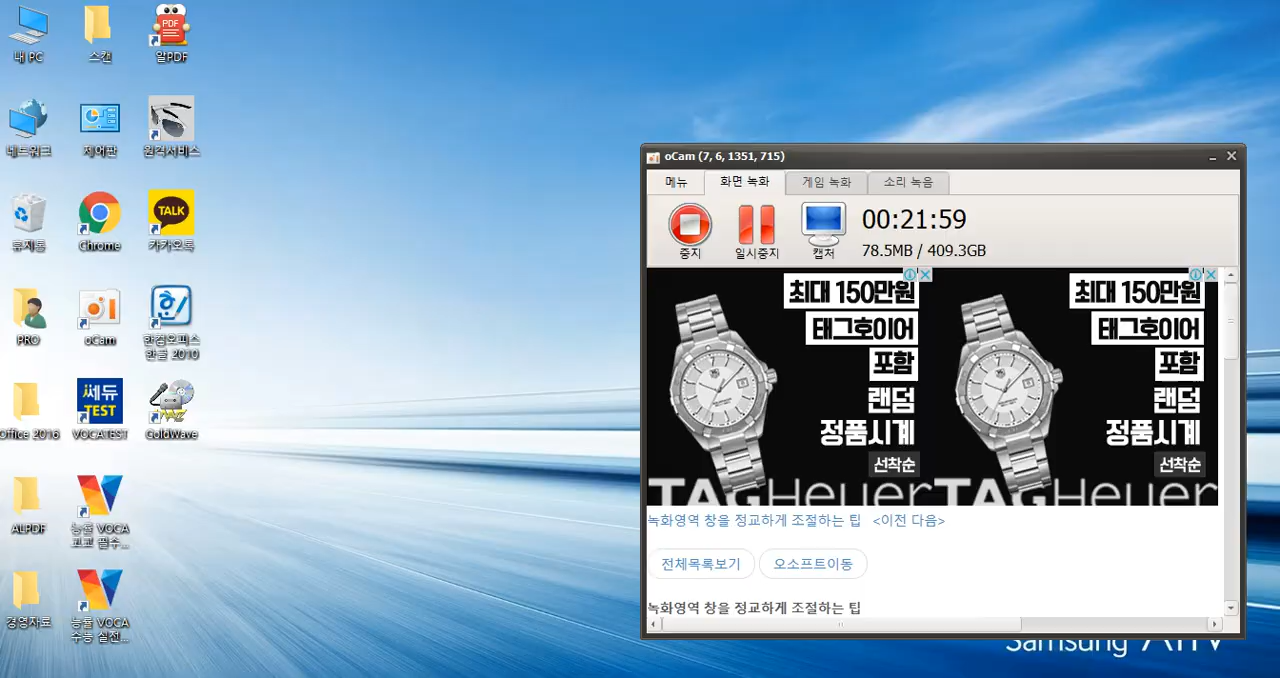 내 PC
스캔
PDF
알PDF
네트워크
제어판
원격서비스
휴지통
Chrome
TALK
카카오톡
PRO
oCam
한컴오피스
한글 2010
Office 2016
쎄듀
TEST
VOCATEST
GoldWave
ALPDF
능률 VOCA
고교 필수...
경영자료
능률 VOCA
수능 실전...
oCam (7, 6, 1351, 715)
메뉴
화면 녹화
게임 녹화
소리 녹음
중지
일시중지
캡처
00:21:59
78.5MB / 409.3GB
최대 150만원
태그호이어
포함
랜덤
정품시계
선착순
TAGHeuer
최대 150만원
태그호이어
포함
랜덤
정품시계
선착순
TAGHeuer
녹화영역 창을 정교하게 조절하는 팁 <이전 다음>
전체목록보기
오소프트이동
녹화영역 창을 정교하게 조절하는 팁
Samsung ATIV